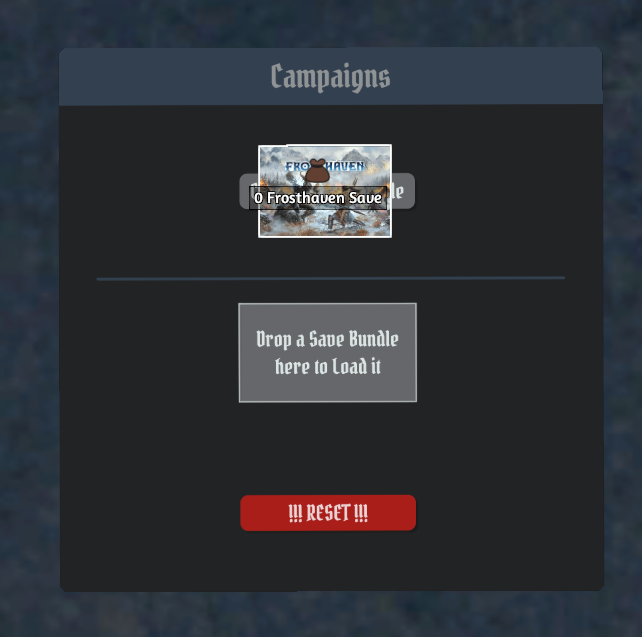 Campaigns
FROSTHAVEN
0 Frosthaven Save
Drop a Save Bundle
here to Load it
!!! RESET !!!